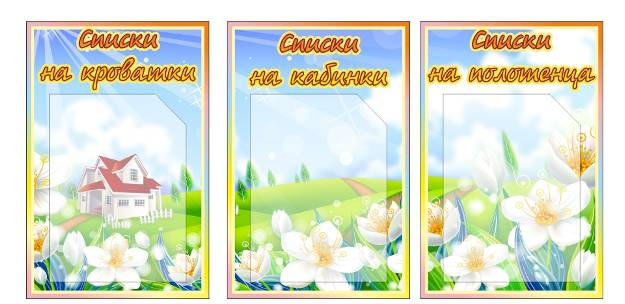 Списки
на кроватки
Списки
на кабинки
Списки
на полотенца